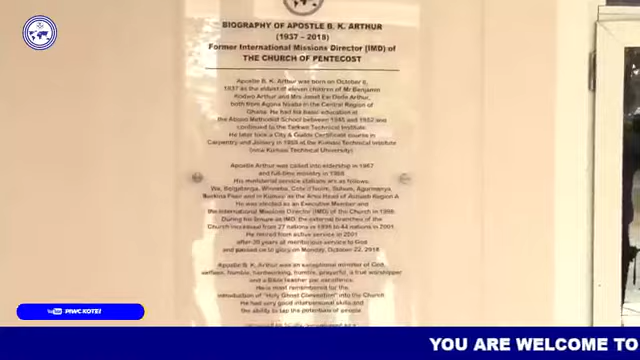 BIOGRAPHY OF APOSTLE B. K. ARTHUR
(1937 – 2018)
Former International Missions Director (IMD) of
THE CHURCH OF PENTECOST
Apostle B. K. Arthur was born on October 6,
1937 as the eldest of eleven children of Mr Benjamin
Kodwo Arthur and Mrs Janet Arthur,
both from Agona Nsaba in the Central Region of
Ghana. He had his basic education at
the Abosso Methodist School between 1945 and 1952 and
continued to the Tarkwa Technical Institute.
He later took a City & Guilds Certificate course in
Carpentry and Joinery in 1959 at the Kumasi Technical Institute
(now Kumasi Technical University)
Apostle Arthur was called into eldership in 1967
and full-time ministry in 1968
His ministerial service stations are as follows:
Wa, Bolgatanga, Winneba, Cote d'Ivoire, Suhum, Agormanya,
Burkina Faso and in Kumasi as the Area Head of Ashanti Region A
He was elected as an Executive Member and
the International Missions Director (IMD) of the Church in 1996.
During his tenure as IMD, the external branches of the
Church increased from 27 nations in 1996 to 44 nations in 2001
He retired from active service in 2001
after 30 years of meritorious service to God
and passed on to glory on Monday, October 22, 2018
Apostle B. K. Arthur was an exceptional minister of God,
selfless, humble, hardworking, humble, prayerful, a true worshipper
and a Bible teacher par excellence.
He is most remembered for the
introduction of "Holy Ghost Convention" into the Church
He had very good interpersonal skills and
the ability to tap the potentials of people
PIWC KOTEI
YOU ARE WELCOME TO